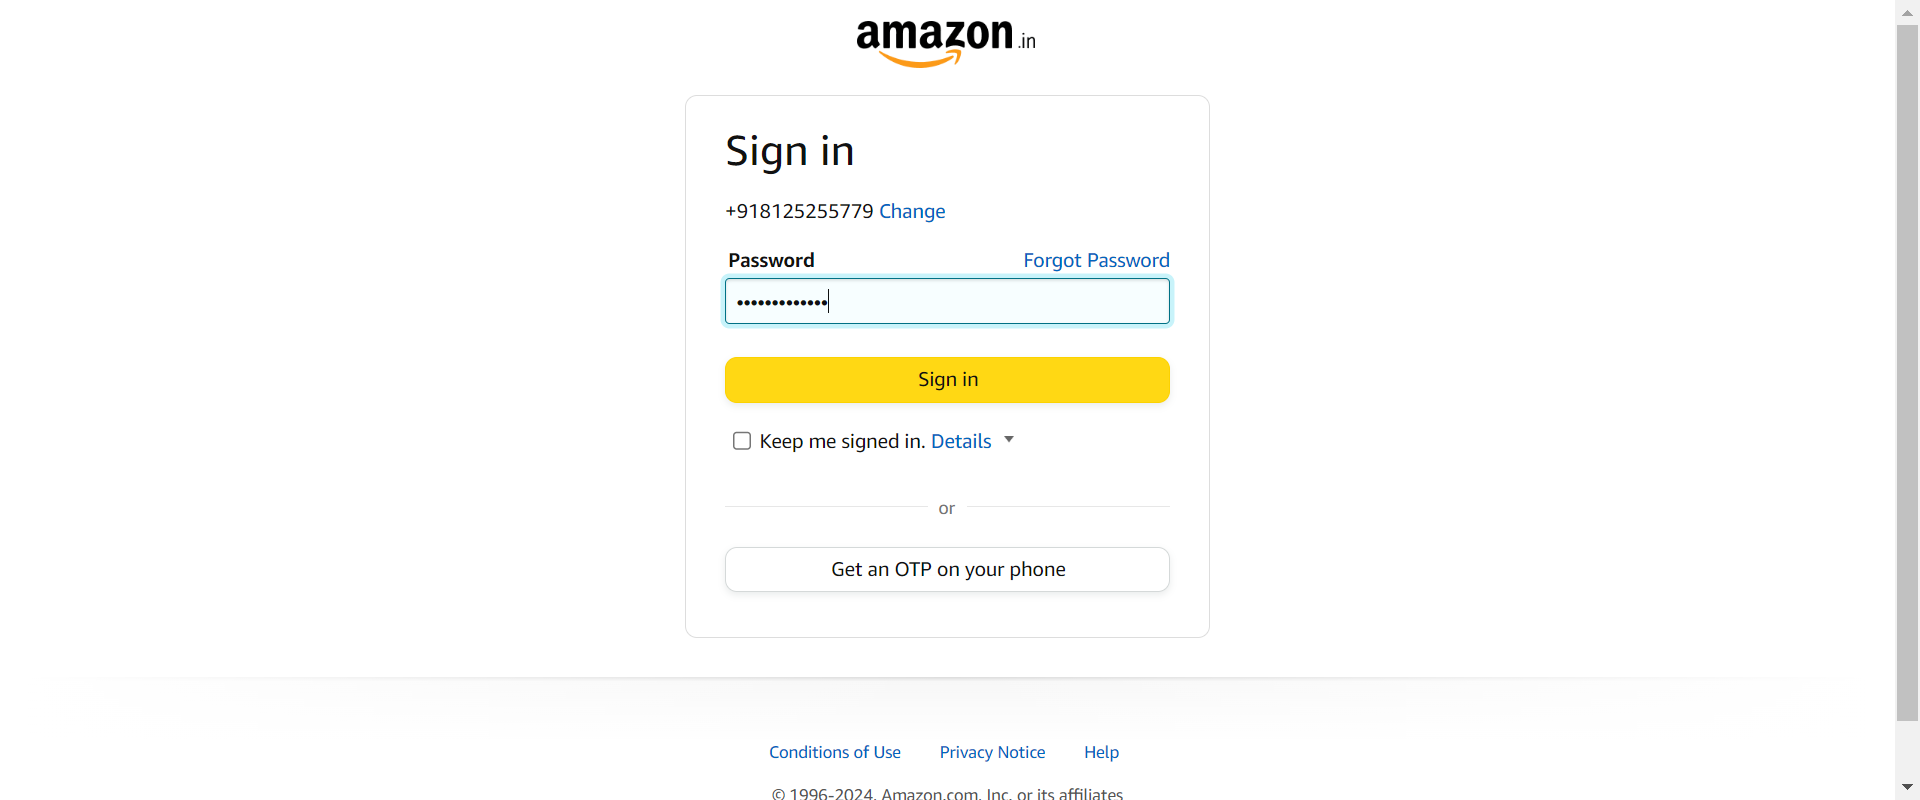 amazon.in
Sign in
+918125255779 Change
Password Forgot Password
•••••••••••••
Sign in
Keep me signed in. Details
or
Get an OTP on your phone
Conditions of Use Privacy Notice Help
© 1996-2024, Amazon.com, Inc. or its affiliates